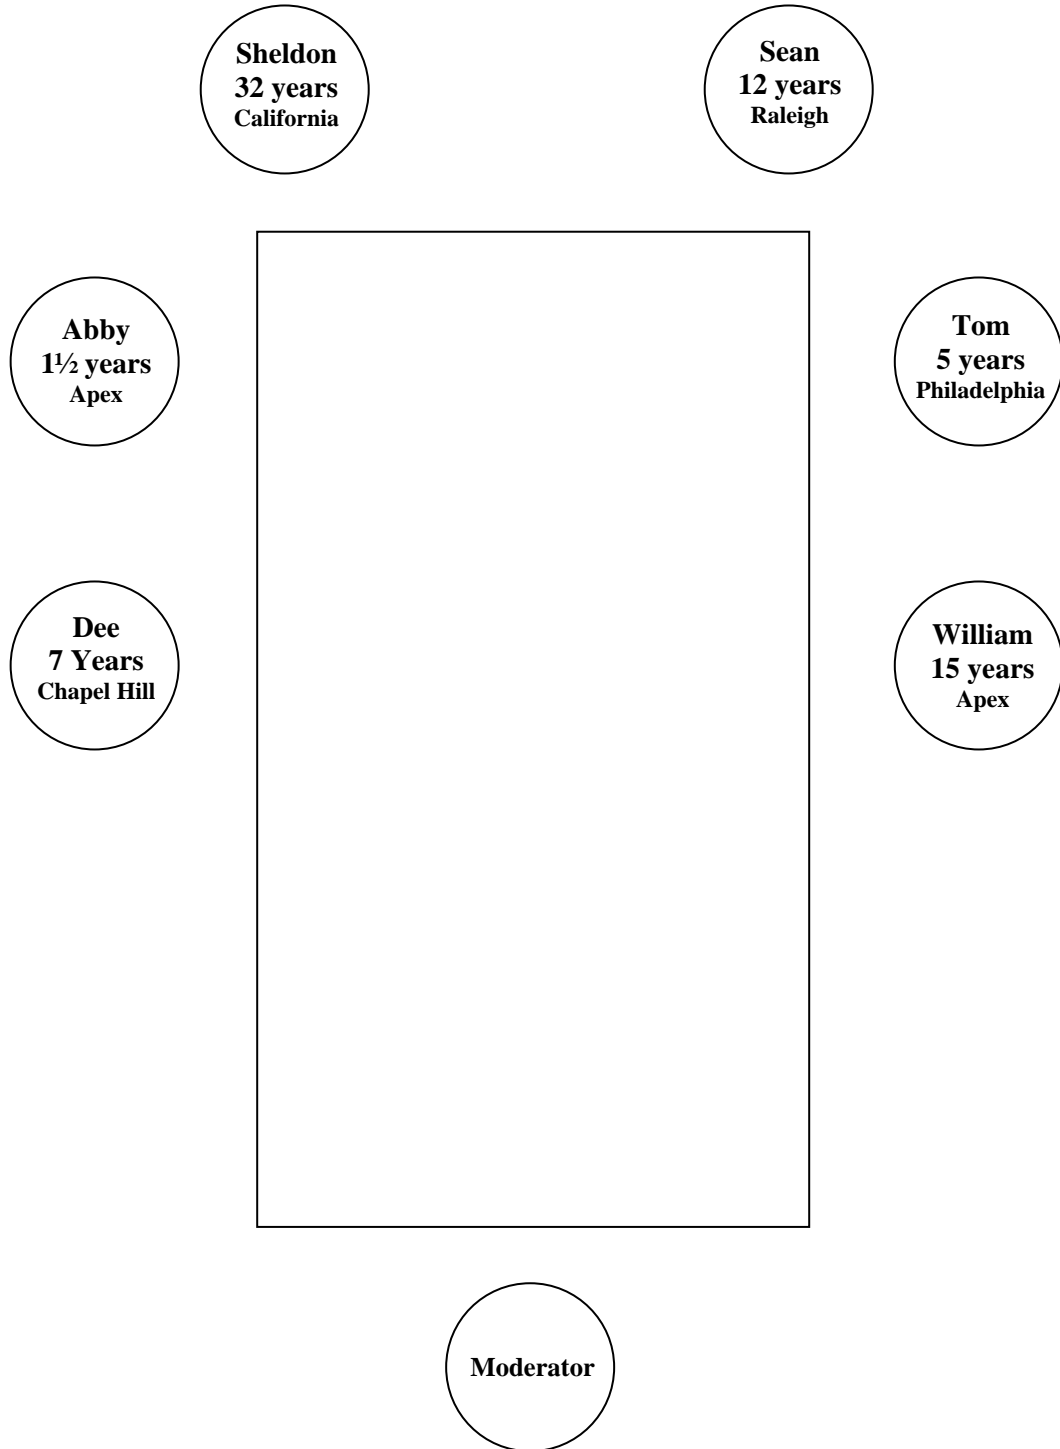 Sheldon
32 years
California
Sean
12 years
Raleigh
Abby
1½ years
Apex
Tom
5 years
Philadelphia
Dee
7 Years
Chapel Hill
William
15 years
Apex
Moderator